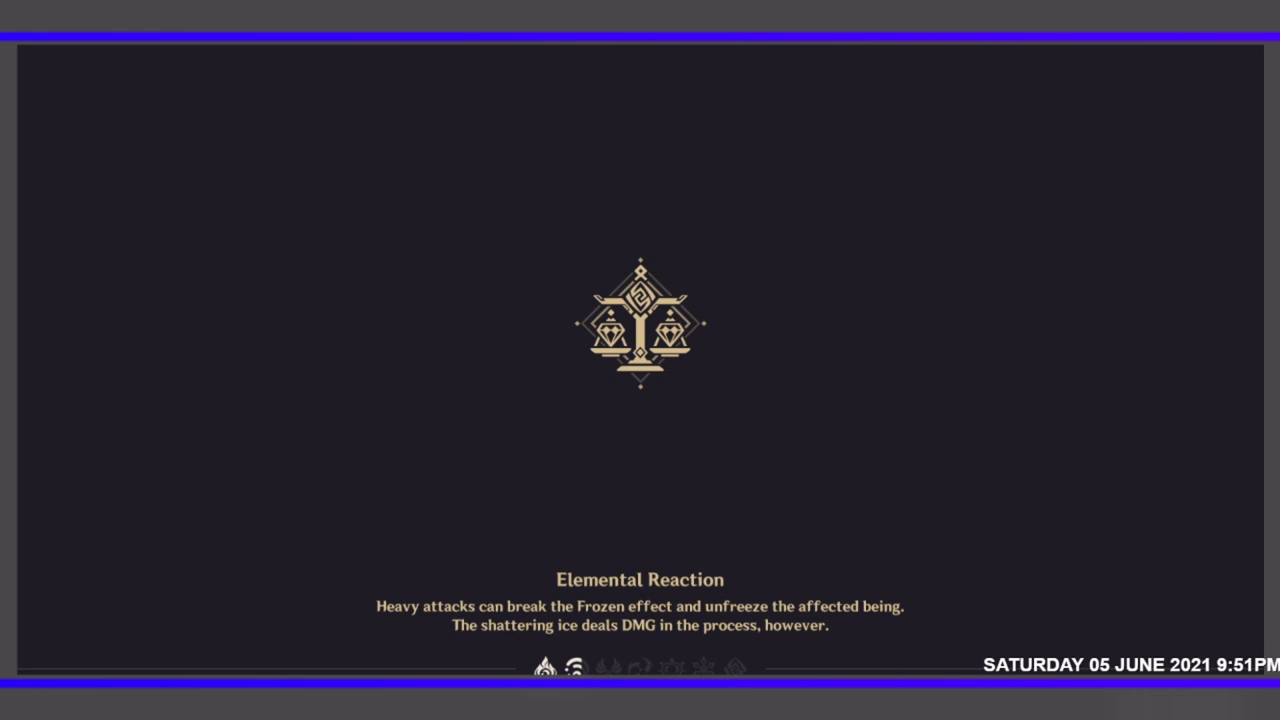 Elemental Reaction
Heavy attacks can break the Frozen effect and unfreeze the affected being.
The shattering ice deals DMG in the process, however.
SATURDAY 05 JUNE 2021 9:51PM